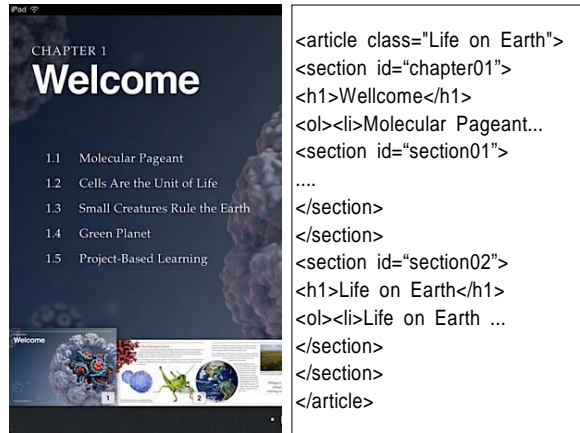 iPad
CHAPTER 1
Welcome
1.1 Molecular Pageant
1.2 Cells Are the Unit of Life
1.3 Small Creatures Rule the Earth
1.4 Green Planet
1.5 Project-Based Learning
Welcome
1
2
<article class="Life on Earth">
<section id=“chapter01”>
<h1>Wellcome</h1>
<ol><li>Molecular Pageant...
<section id=“section01”>
....
</section>
</section>
<section id=“section02”>
<h1>Life on Earth</h1>
<ol><li>Life on Earth ...
</section>
</section>
</article>